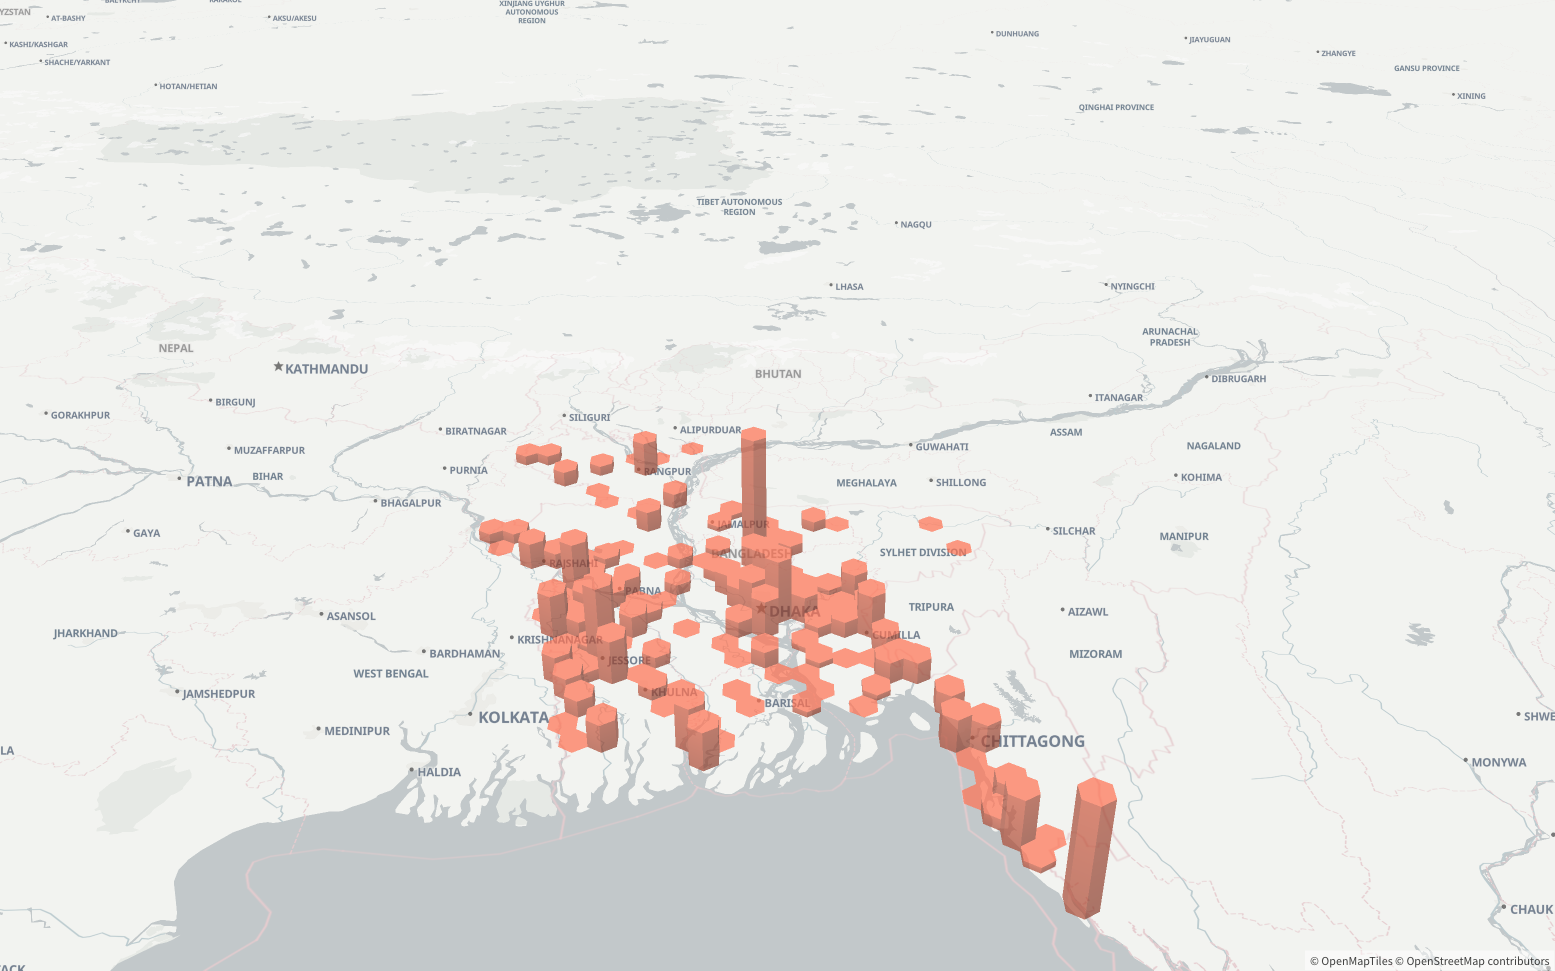 XINJIANG UYGHUR
AUTONOMOUS
REGION
YZSTAN
AT-BASHY
AKSU/AKESU
DUNHUANG
JIAYUGUAN
KASHI/KASHGAR
ZHANGYE
SHACHE/YARKANT
GANSU PROVINCE
HOTAN/HETIAN
XINING
QINGHAI PROVINCE
TIBET AUTONOMOUS
REGION
NAGQU
LHASA
NYINGCHI
ARUNACHAL
PRADESH
NEPAL
KATHMANDU
BHUTAN
DIBRUGARH
ITANAGAR
BIRGUNJ
GORAKHPUR
SILIGURI
BIRATNAGAR
ALIPURDUAR
ASSAM
GUWAHATI
NAGALAND
MUZAFFARPUR
PURNIA
RANGPUR
BIHAR
KOHIMA
PATNA
MEGHALAYA
SHILLONG
BHAGALPUR
JAMALPUR
GAYA
SILCHAR
MANIPUR
BANGLADESH
SYLHET DIVISION
RAJSHAHI
PABNA
TRIPURA
DHAKA
AIZAWL
ASANSOL
JHARKHAND
CUMILLA
KRISHNANAGAR
BARDHAMAN
MIZORAM
JESSORE
WEST BENGAL
JAMSHEDPUR
KHULNA
BARISAL
KOLKATA
SHWE
MEDINIPUR
CHITTAGONG
LA
MONYWA
HALDIA
CHAUK
© OpenMapTiles © OpenStreetMap contributors